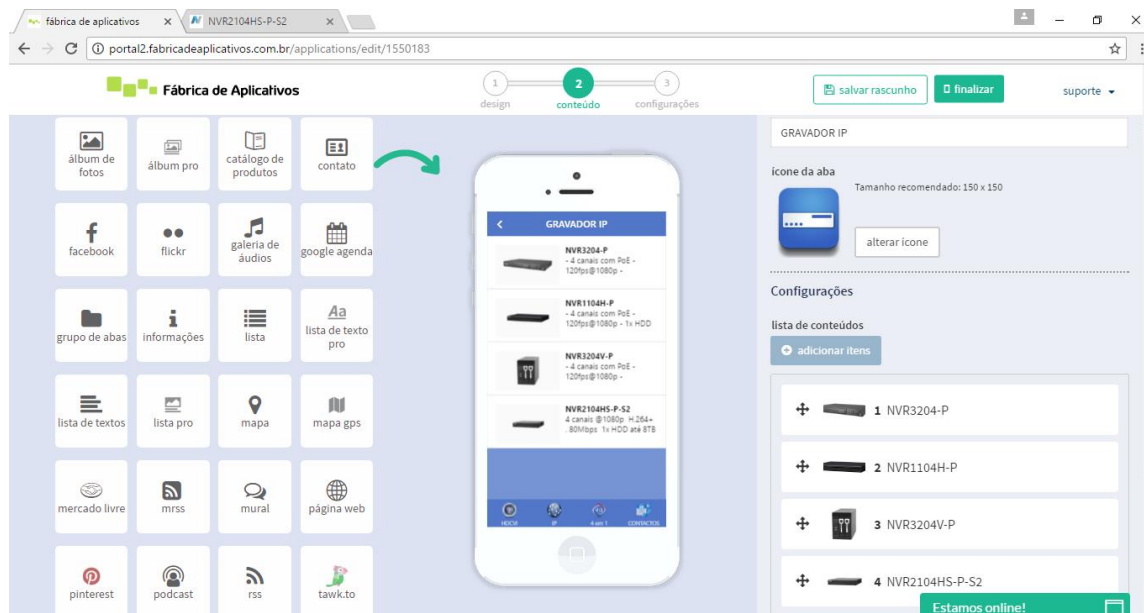 fábrica de aplicativos
NVR2104HS-P-S2
portal2.fabricadeaplicativos.com.br/applications/edit/1550183
Fábrica de Aplicativos
1
design
2
conteúdo
3
configurações
salvar rascunho
finalizar
suporte
álbum de fotos
álbum pro
catálogo de produtos
contato
facebook
flickr
galeria de áudios
google agenda
grupo de abas
informações
lista
Aa
lista de texto pro
lista de textos
lista pro
mapa
mapa gps
mercado livre
mrss
mural
página web
pinterest
podcast
rss
tawk.to
GRAVADOR IP
NVR3204-P
- 4 canais com PoE -
120fps@1080p -
NVR1104H-P
- 4 canais com PoE -
120fps@1080p - 1x HDD
NVR3204V-P
- 4 canais com PoE -
120fps@1080p -
NVR2104HS-P-S2
4 canais @1080p H.264+
. 80Mbps 1x HDD até 8TB
HDCVI
IP
4 em 1
CONTACTOS
GRAVADOR IP
ícone da aba
Tamanho recomendado: 150 x 150
alterar ícone
Configurações
lista de conteúdos
adicionar itens
1 NVR3204-P
2 NVR1104H-P
3 NVR3204V-P
4 NVR2104HS-P-S2
Estamos online!